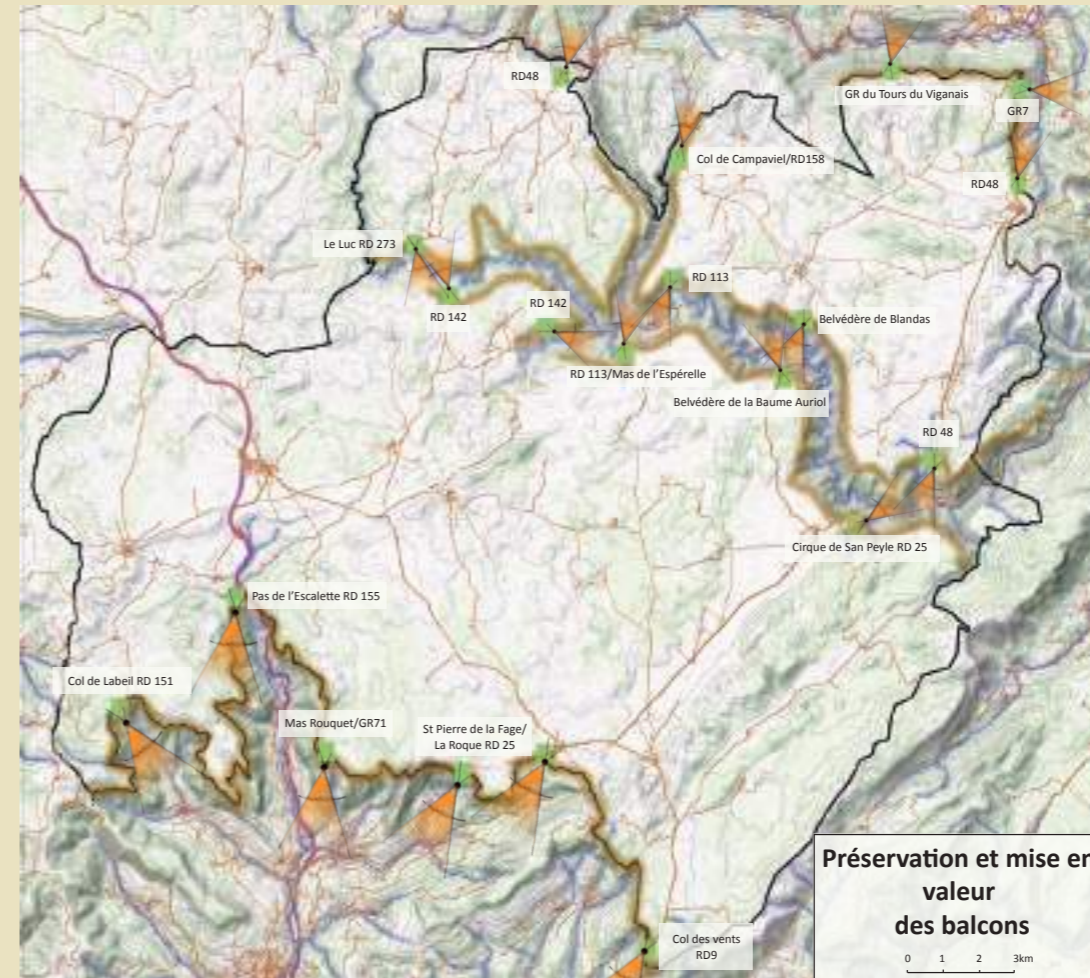 RD48
GR du Tours du Viganais
GR7
Col de Campaviel/RD158
RD48
Le Luc RD 273
RD 113
RD 142
RD 142
Belvédère de Blandas
RD 113/Mas de l'Espérelle
Belvédère de la Baume Auriol
RD 48
Cirque de San Peyle RD 25
Pas de l'Escalette RD 155
Col de Labeil RD 151
Mas Rouquet/GR71
St Pierre de la Fage/
La Roque RD 25
Préservation et mise en
valeur
des balcons
Col des vents
RD9
0 1 2 3km